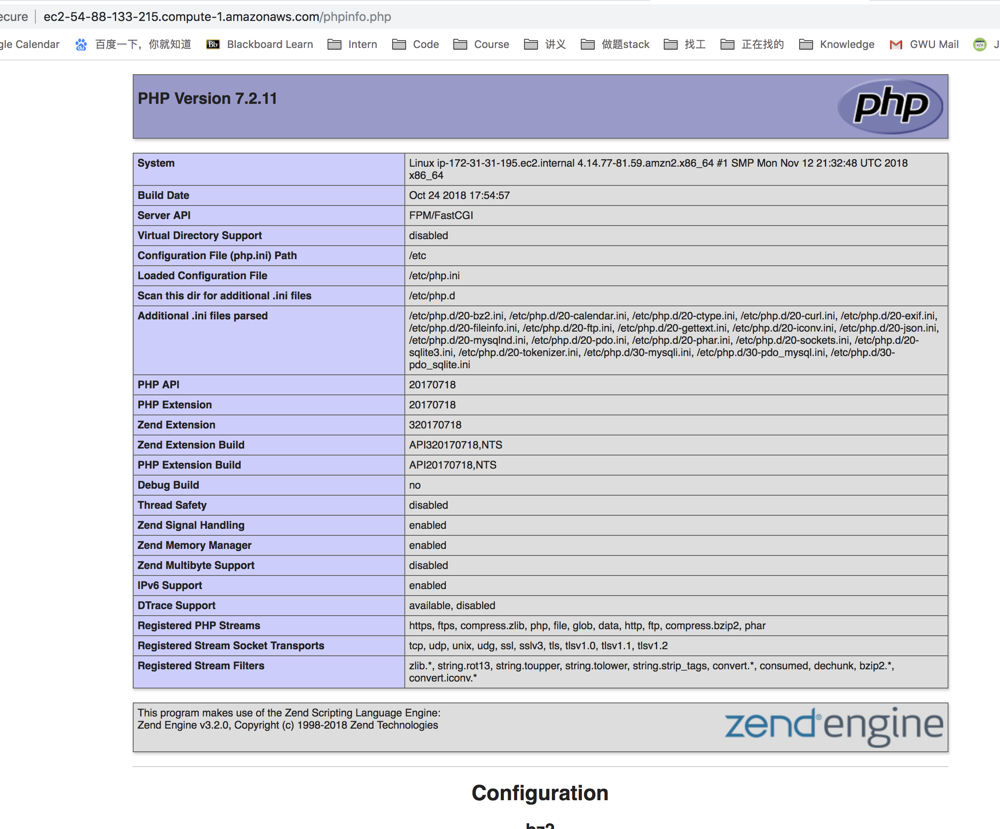 ecure ec2-54-88-133-215.compute-1.amazonaws.com/phpinfo.php
gle Calendar 百度一下，你就知道 Bb Blackboard Learn Intern Code Course 讲义 做题stack 找工 正在找的 Knowledge GWU Mail J
PHP Version 7.2.11
php
System Linux ip-172-31-31-195.ec2.internal 4.14.77-81.59.amzn2.x86_64 #1 SMP Mon Nov 12 21:32:48 UTC 2018
x86_64
Build Date Oct 24 2018 17:54:57
Server API FPM/FastCGI
Virtual Directory Support disabled
Configuration File (php.ini) Path /etc
Loaded Configuration File /etc/php.ini
Scan this dir for additional .ini files /etc/php.d
Additional .ini files parsed /etc/php.d/20-bz2.ini, /etc/php.d/20-calendar.ini, /etc/php.d/20-ctype.ini, /etc/php.d/20-curl.ini, /etc/php.d/20-exif.ini,
/etc/php.d/20-fileinfo.ini, /etc/php.d/20-ftp.ini, /etc/php.d/20-gettext.ini, /etc/php.d/20-iconv.ini, /etc/php.d/20-json.ini,
/etc/php.d/20-mysqlnd.ini, /etc/php.d/20-pdo.ini, /etc/php.d/20-phar.ini, /etc/php.d/20-sockets.ini, /etc/php.d/20-
sqlite3.ini, /etc/php.d/20-tokenizer.ini, /etc/php.d/30-mysqli.ini, /etc/php.d/30-pdo_mysql.ini, /etc/php.d/30-
pdo_sqlite.ini
PHP API 20170718
PHP Extension 20170718
Zend Extension 320170718
Zend Extension Build API320170718,NTS
PHP Extension Build API20170718,NTS
Debug Build no
Thread Safety disabled
Zend Signal Handling enabled
Zend Memory Manager enabled
Zend Multibyte Support disabled
IPv6 Support enabled
DTrace Support available, disabled
Registered PHP Streams https, ftps, compress.zlib, php, file, glob, data, http, ftp, compress.bzip2, phar
Registered Stream Socket Transports tcp, udp, unix, udg, ssl, sslv3, tls, tlsv1.0, tlsv1.1, tlsv1.2
Registered Stream Filters zlib.*, string.rot13, string.toupper, string.tolower, string.strip_tags, convert.*, consumed, dechunk, bzip2.*,
convert.iconv.*
This program makes use of the Zend Scripting Language Engine:
Zend Engine v3.2.0, Copyright (c) 1998-2018 Zend Technologies
zend®engine
Configuration
bz2